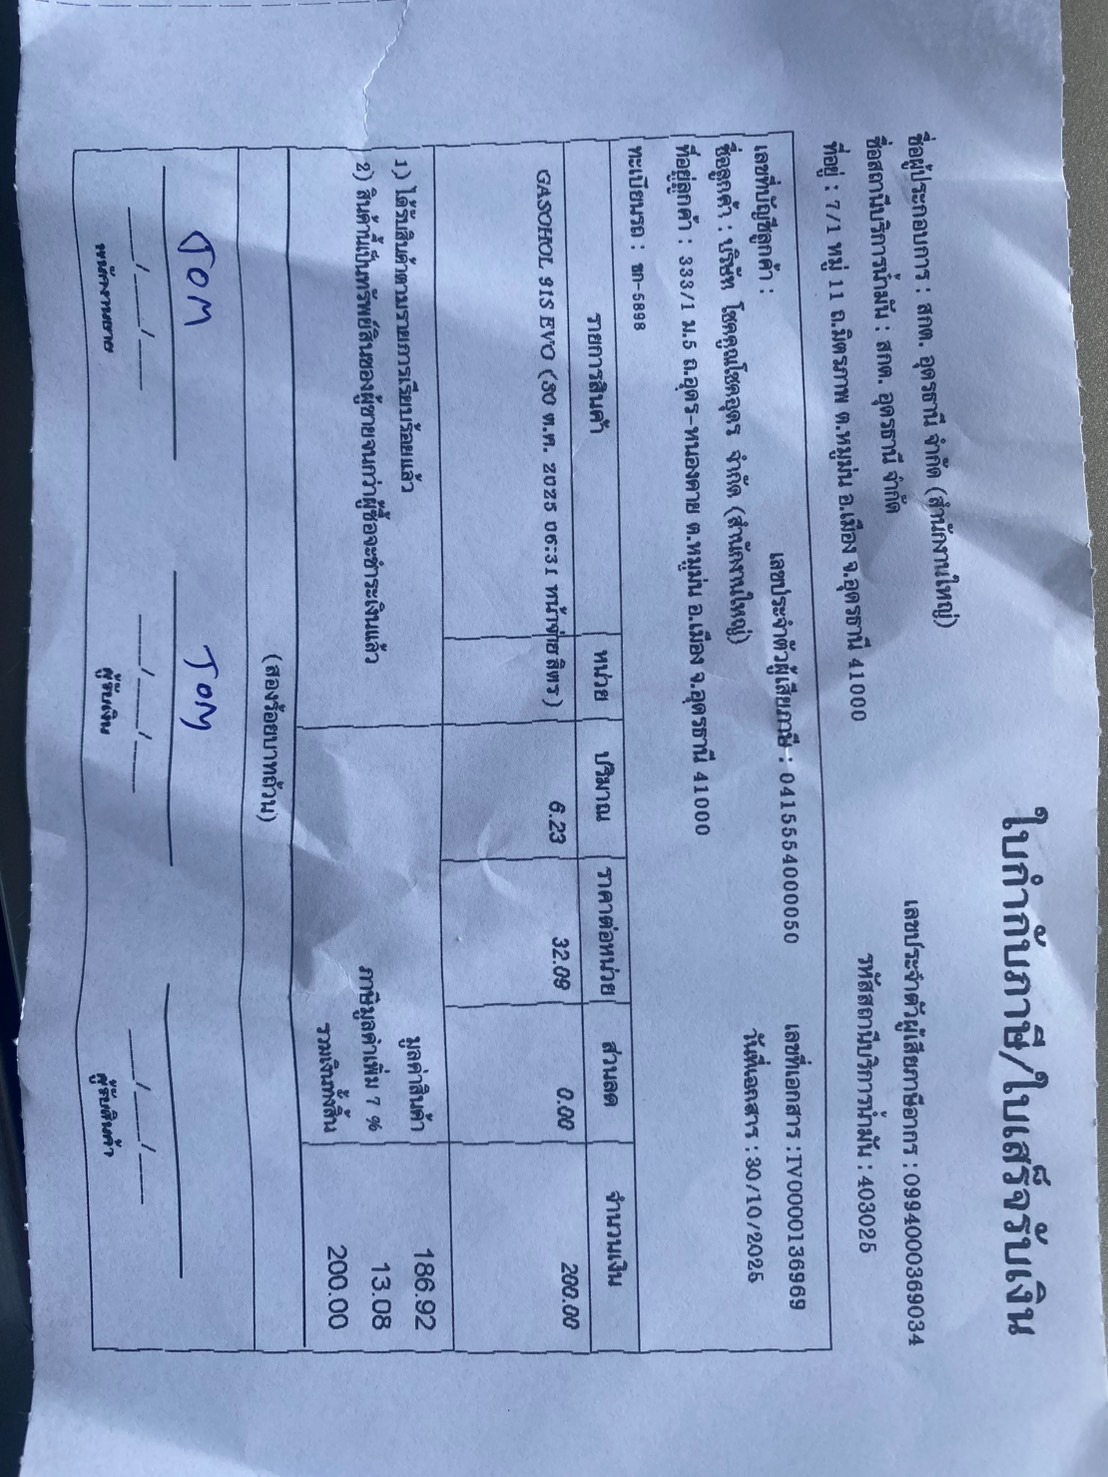 ใบกำกับภาษี/ใบเสร็จรับเงิน
ชื่อผู้ประกอบการ : สกต. อุดรธานี จำกัด (สำนักงานใหญ่) เลขประจำตัวผู้เสียภาษีอากร : 0994000369034
ชื่อสถานีบริการน้ำมัน : สกต. อุดรธานี จำกัด รหัสสถานีบริการน้ำมัน : 403025
ที่อยู่ : 7/1 หมู่ 11 ถ.มิตรภาพ ต.หมูม่น อ.เมือง จ.อุดรธานี 41000
เลขที่บัญชีลูกค้า : เลขประจำตัวผู้เสียภาษี : 0415554000050 เลขที่เอกสาร :IV0000136969
ชื่อลูกค้า : บริษัท โชคคูณโชคอุดร จำกัด (สำนักงานใหญ่) วันที่เอกสาร : 30/10/2025
ที่อยู่ลูกค้า : 333/1 ม.5 ถ.อุดร-หนองคาย ต.หมูม่น อ.เมือง จ.อุดรธานี 41000
ทะเบียนรถ : ขก-5898
รายการสินค้า หน่วย ปริมาณ ราคาต่อหน่วย ส่วนลด จำนวนเงิน
GASOHOL 91S EVO (30 ต.ค. 2025 06:31 หน้าจ่าย ลิตร) 6.23 32.09 0.00 200.00
1) ได้รับสินค้าตามรายการเรียบร้อยแล้ว มูลค่าสินค้า 186.92
2) สินค้านี้เป็นทรัพย์สินของผู้ขายจนกว่าผู้ซื้อจะชำระเงินแล้ว ภาษีมูลค่าเพิ่ม 7 % 13.08
รวมเงินทั้งสิ้น 200.00
(สองร้อยบาทถ้วน)
TOM TOM
___/___/___ ___/___/___ ___/___/___
พนักงานขาย ผู้รับเงิน ผู้รับสินค้า